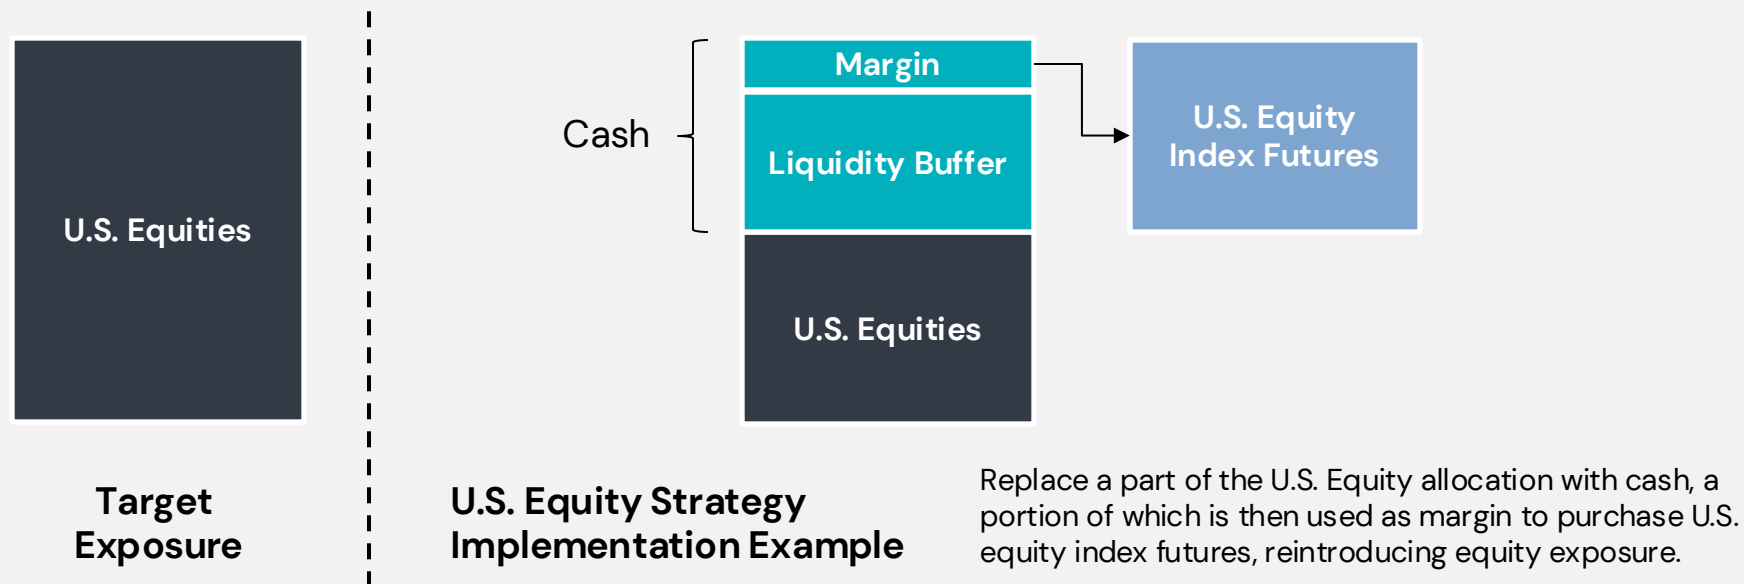 U.S. Equities
Target
Exposure
Cash
Margin
Liquidity Buffer
U.S. Equities
U.S. Equity
Index Futures
U.S. Equity Strategy
Implementation Example
Replace a part of the U.S. Equity allocation with cash, a
portion of which is then used as margin to purchase U.S.
equity index futures, reintroducing equity exposure.